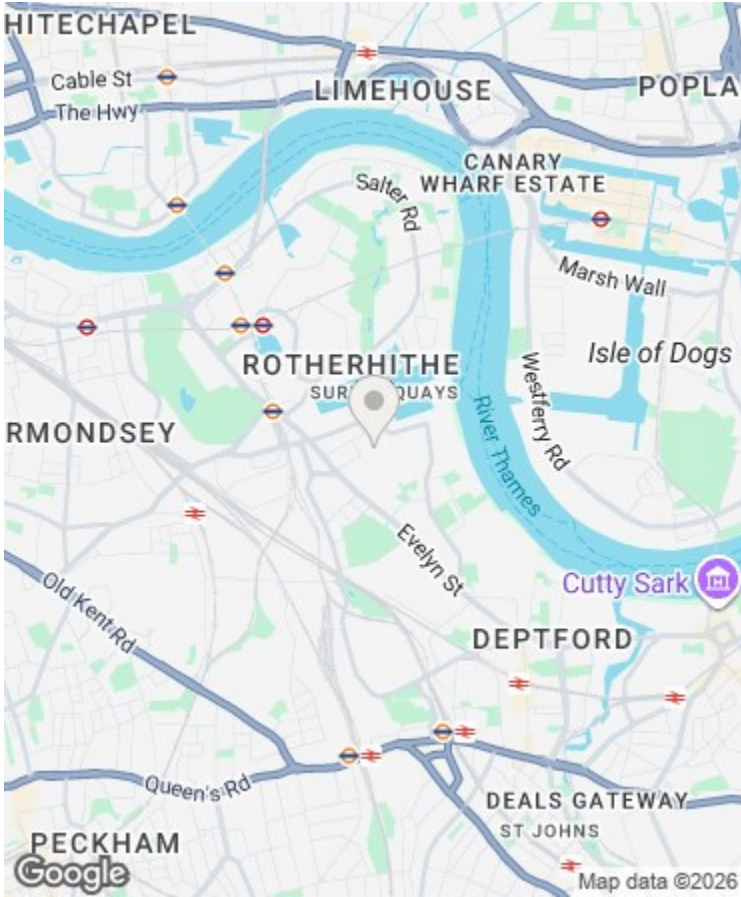 HITECHAPEL
Cable St
The Hwy
LIMEHOUSE
POPLA
CANARY
WHARF ESTATE
Salter Rd
Marsh Wall
Isle of Dogs
ROTHERHITHE
SUR
QUAYS
Westferry Rd
River Thames
RMONDSEY
Evelyn St
Old Kent Rd
Cutty Sark
DEPTFORD
Queen's Rd
DEALS GATEWAY
ST JOHNS
PECKHAM
Google
Map data ©2026